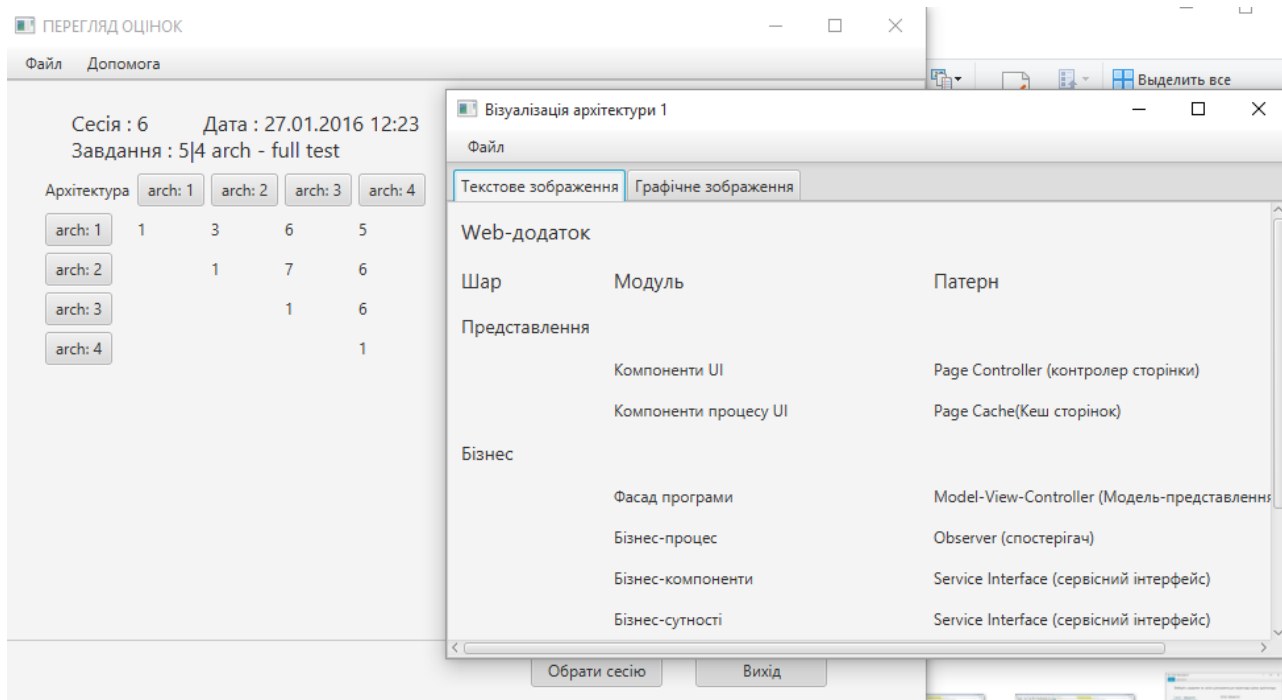 ПЕРЕГЛЯД ОЦІНОК
Файл Допомога
Сесія : 6 Дата : 27.01.2016 12:23
Завдання : 5|4 arch - full test
Архітектура arch: 1 arch: 2 arch: 3 arch: 4
arch: 1 1 3 6 5
arch: 2 1 7 6
arch: 3 1 6
arch: 4 1
Обрати сесію Вихід
Выделить все
Візуалізація архітектури 1
Файл
Текстове зображення Графічне зображення
Web-додаток
Шар Модуль Патерн
Представлення
Компоненти UI Page Controller (контролер сторінки)
Компоненти процесу UI Page Cache(Кеш сторінок)
Бізнес
Фасад програми Model-View-Controller (Модель-представлення
Бізнес-процес Observer (спостерігач)
Бізнес-компоненти Service Interface (сервісний інтерфейс)
Бізнес-сутності Service Interface (сервісний інтерфейс)